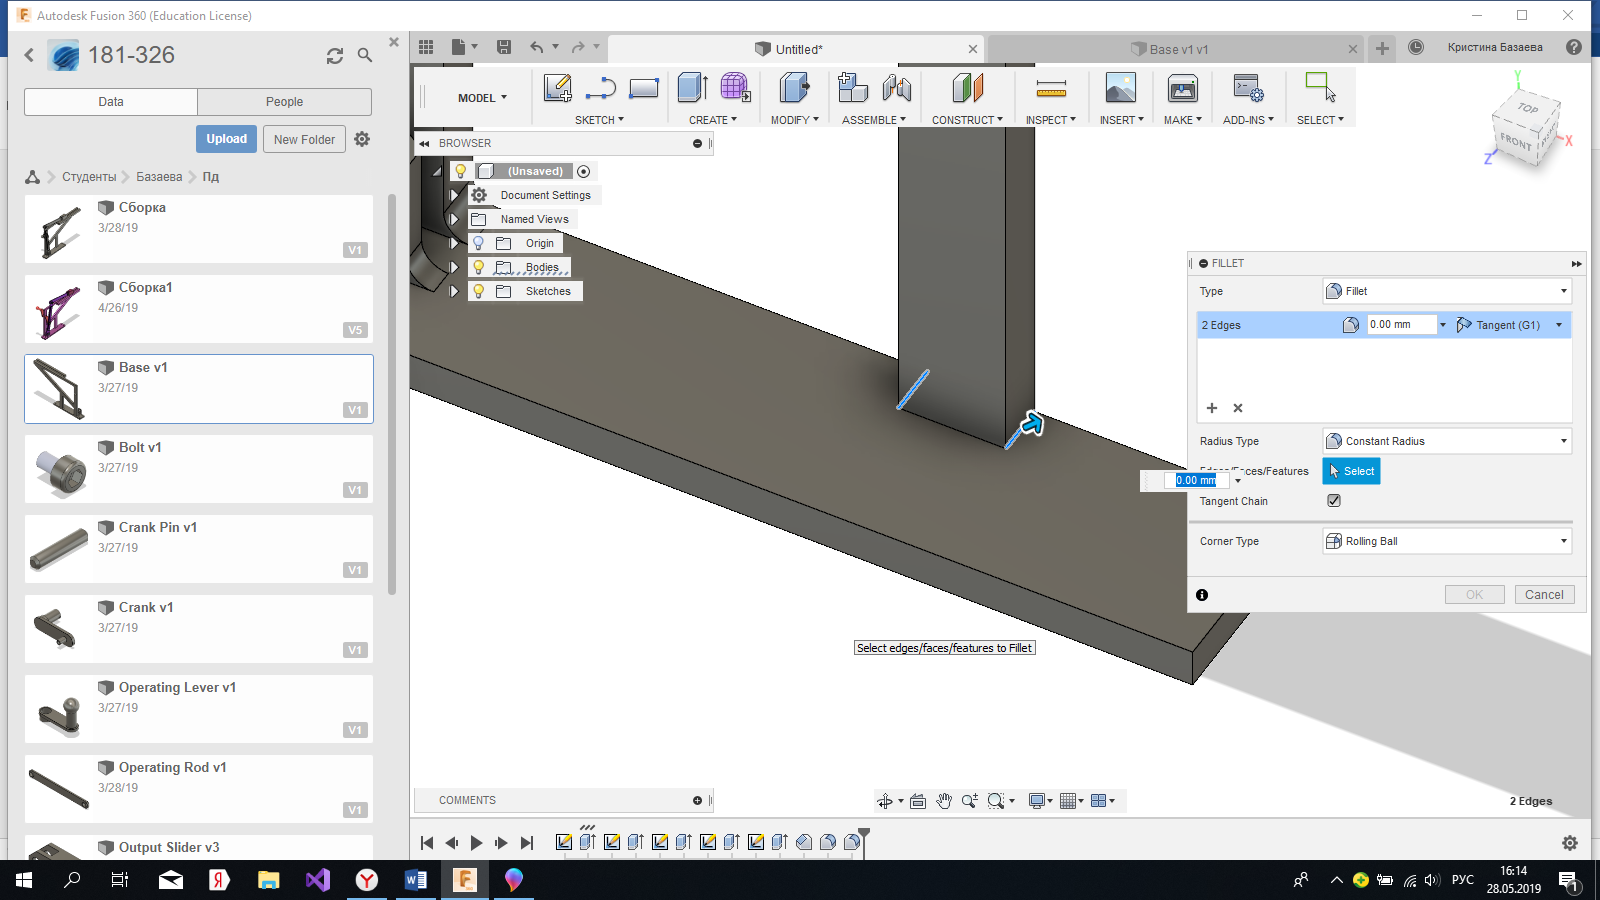 Autodesk Fusion 360 (Education License)
181-326
Data
People
Upload
New Folder
Студенты
Базаева
Пд
Сборка
3/28/19
V1
Сборка1
4/26/19
V5
Base v1
3/27/19
V1
Bolt v1
3/27/19
V1
Crank Pin v1
3/27/19
V1
Crank v1
3/27/19
V1
Operating Lever v1
3/27/19
V1
Operating Rod v1
3/28/19
V1
Output Slider v3
Untitled*
Base v1 v1
Кристина Базаева
MODEL
SKETCH
CREATE
MODIFY
ASSEMBLE
CONSTRUCT
INSPECT
INSERT
MAKE
ADD-INS
SELECT
BROWSER
(Unsaved)
Document Settings
Named Views
Origin
Bodies
Sketches
Y
TOP
FRONT
X
Z
FILLET
Type
Fillet
2 Edges
0.00 mm
Tangent (G1)
Radius Type
Constant Radius
Edges/Faces/Features
Select
0.00 mm
Tangent Chain
Corner Type
Rolling Ball
OK
Cancel
Select edges/faces/features to Fillet
COMMENTS
2 Edges
РУС
16:14
28.05.2019
1